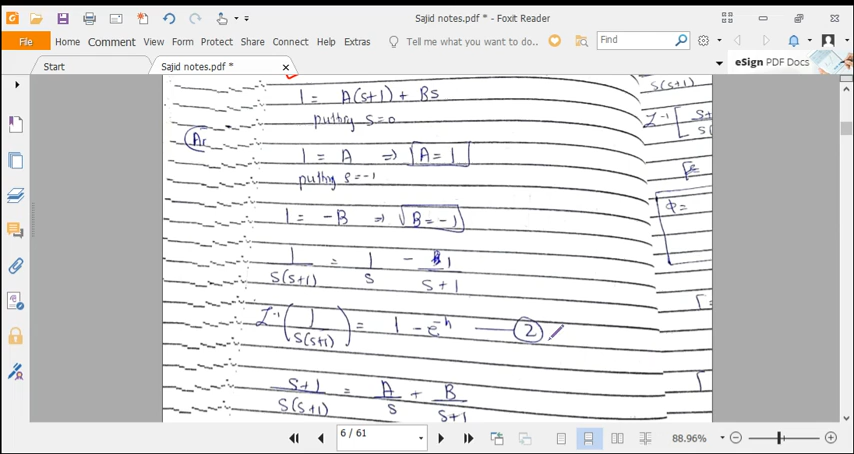 Sajid notes.pdf * - Foxit Reader
File Home Comment Form Protect Share Connect Help Extras Tell me what you want to do... Find
Start Sajid notes.pdf * eSign PDF Docs
1 = A(s+1) + Bs
putting s=0
Ar
1 = A => A = 1
putting s=-1
1 = -B => B = -1
1/s(s+1) = 1/s - 1/s+1
L⁻¹(1/s(s+1)) = 1 - e⁻ᵗ — 2
s+1/s(s+1) = A/s + B/s+1
s(s+1)
L⁻¹[
φ=
6 / 61 88.96%